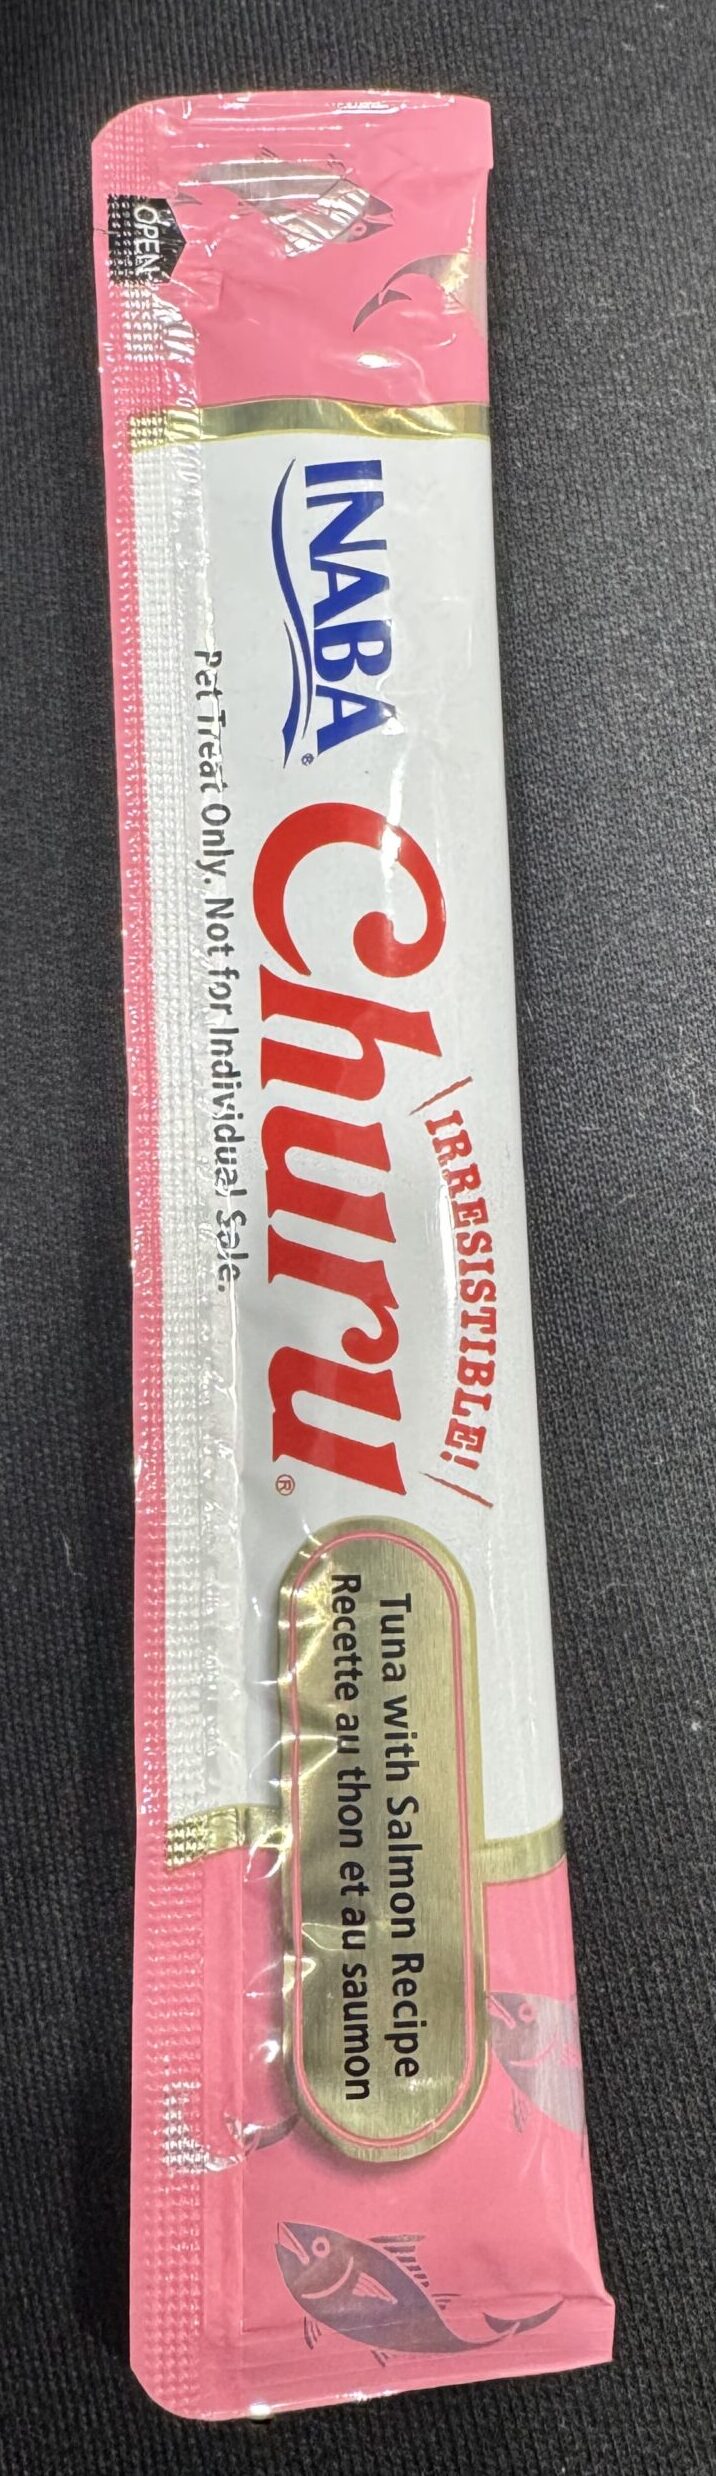 OPEN
INABA®
\IRRESISTIBLE!/
Churu®
Tuna with Salmon Recipe
Recette au thon et au saumon
Pet Treat Only. Not for Individual Sale.